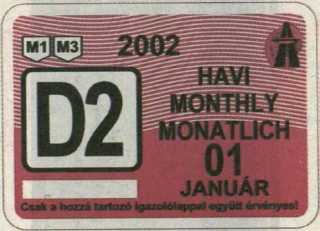 M1 M3 2002
D2
HAVI
MONTHLY
MONATLICH
01
JANUÁR
Csak a hozzá tartozó igazolólappal együtt érvényes!